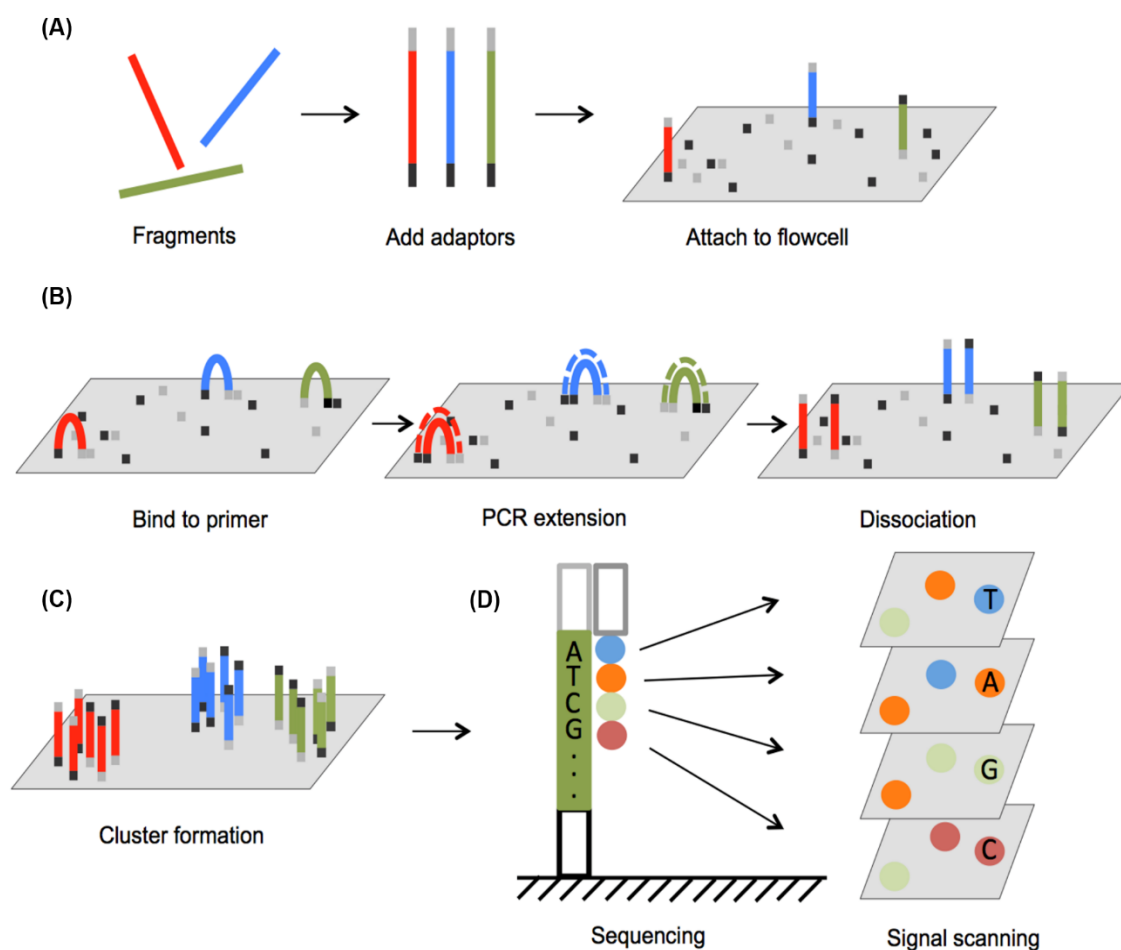 (A)
Fragments
Add adaptors
Attach to flowcell
(B)
Bind to primer
PCR extension
Dissociation
(C)
Cluster formation
(D)
A
T
C
G
.
.
.
Sequencing
T
A
G
C
Signal scanning